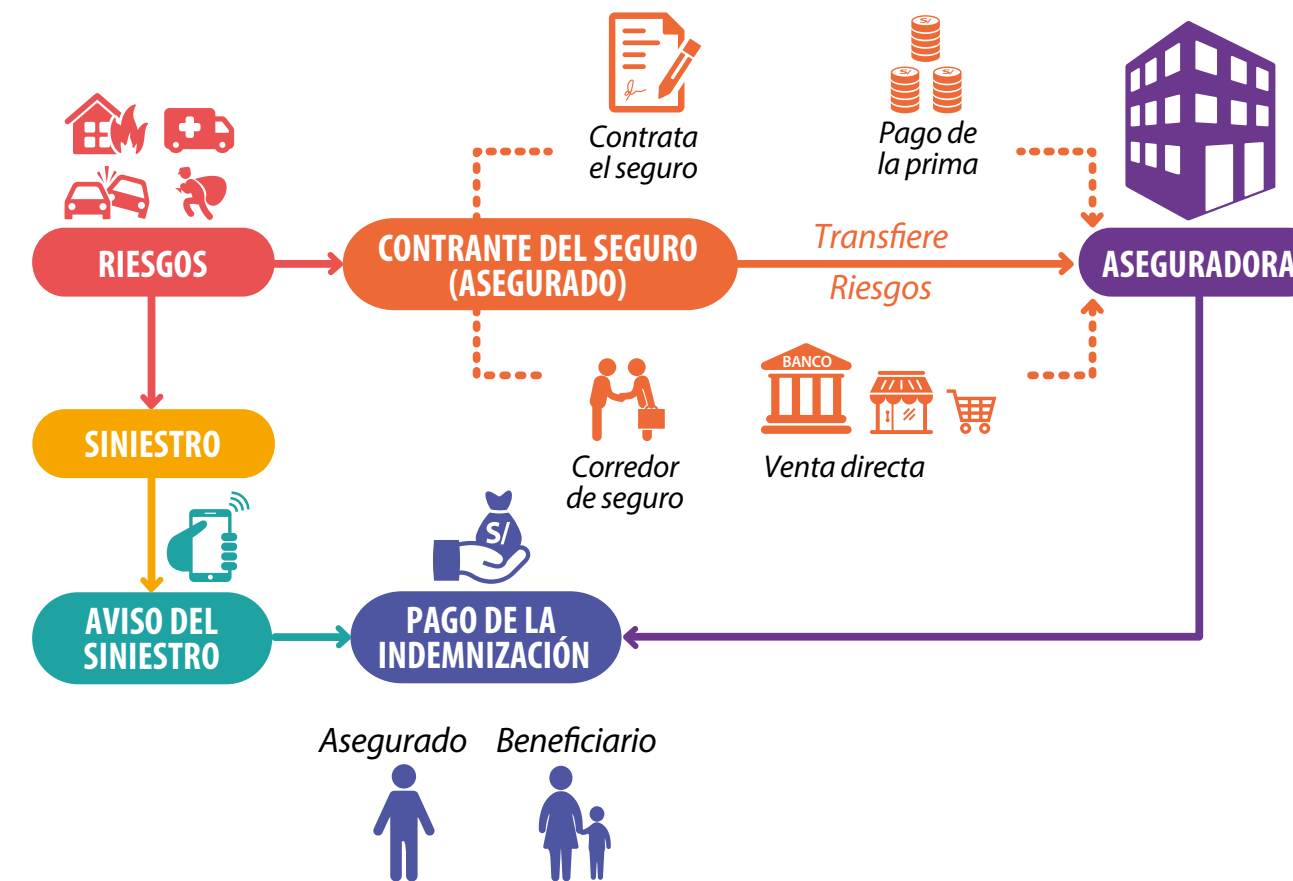 S/
S/
S/
Contrata
el seguro
Pago de
la prima
RIESGOS
CONTRANTE DEL SEGURO
(ASEGURADO)
Transfiere
Riesgos
ASEGURADORA
BANCO
SINIESTRO
Corredor
de seguro
Venta directa
S/
AVISO DEL
SINIESTRO
PAGO DE LA
INDEMNIZACIÓN
Asegurado
Beneficiario